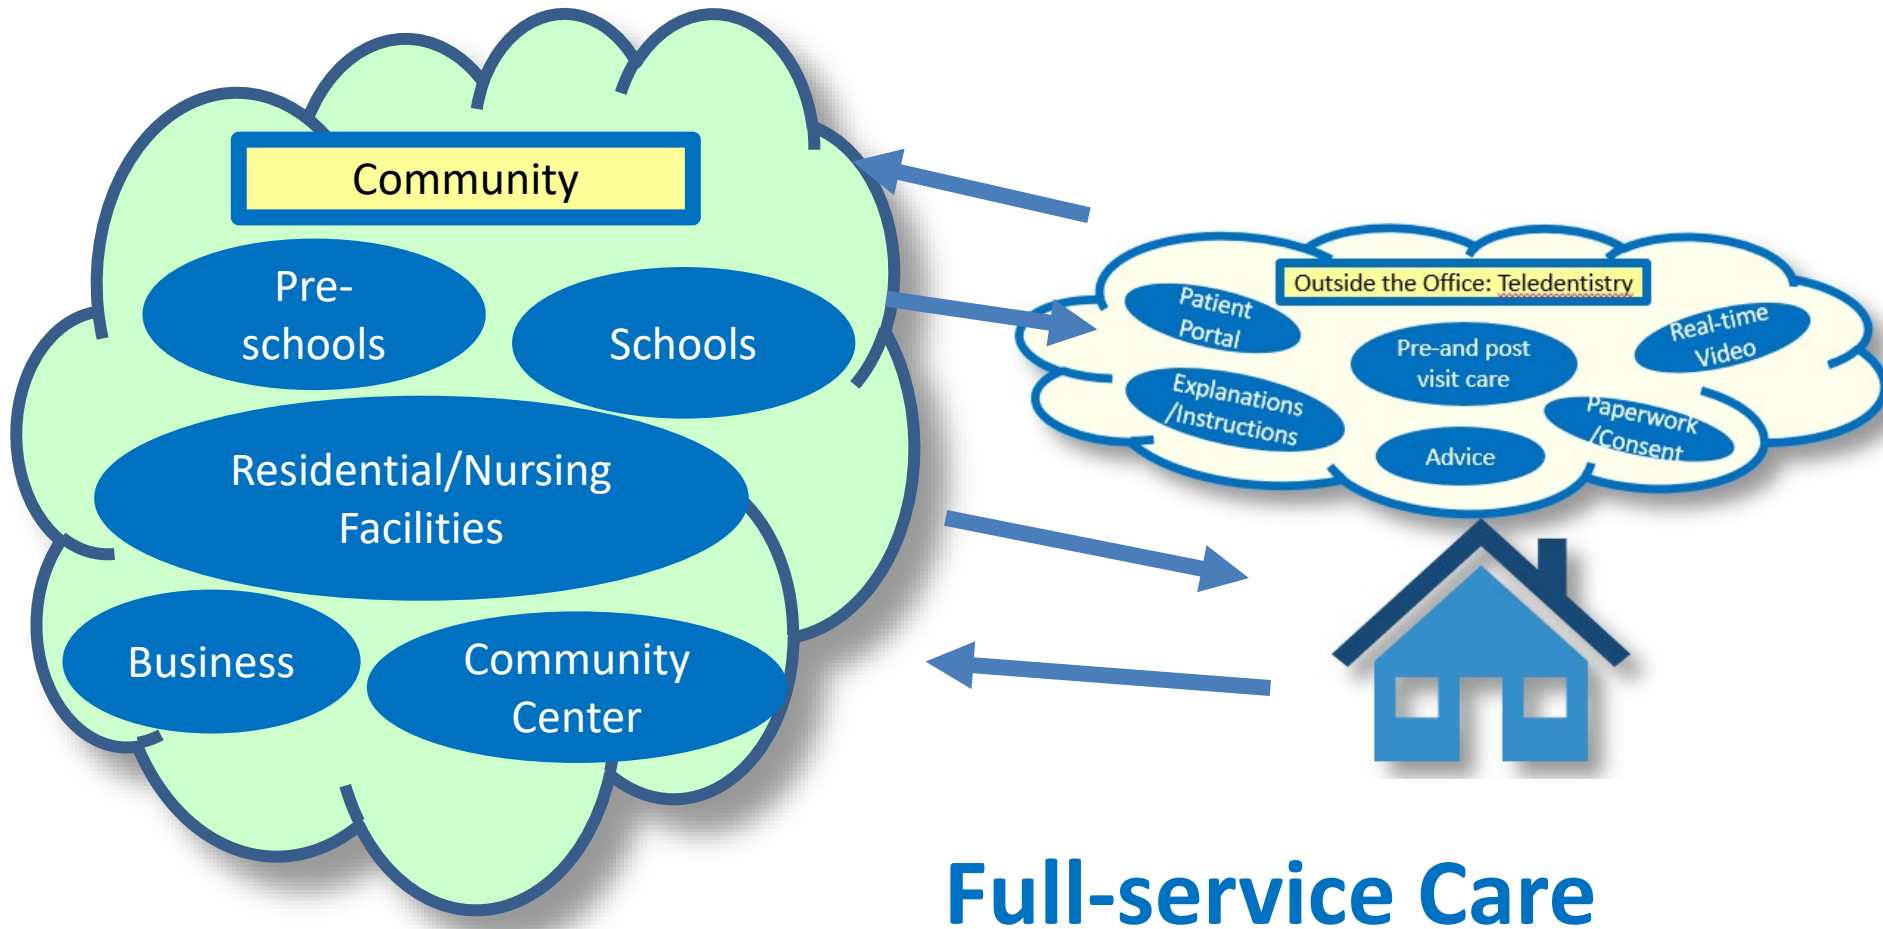 Community
Pre-
schools
Schools
Residential/Nursing
Facilities
Business
Community
Center
Outside the Office: Teledentistry
Patient
Portal
Pre-and post
visit care
Real-time
Video
Explanations
/Instructions
Advice
Paperwork
/Consent
Full-service Care